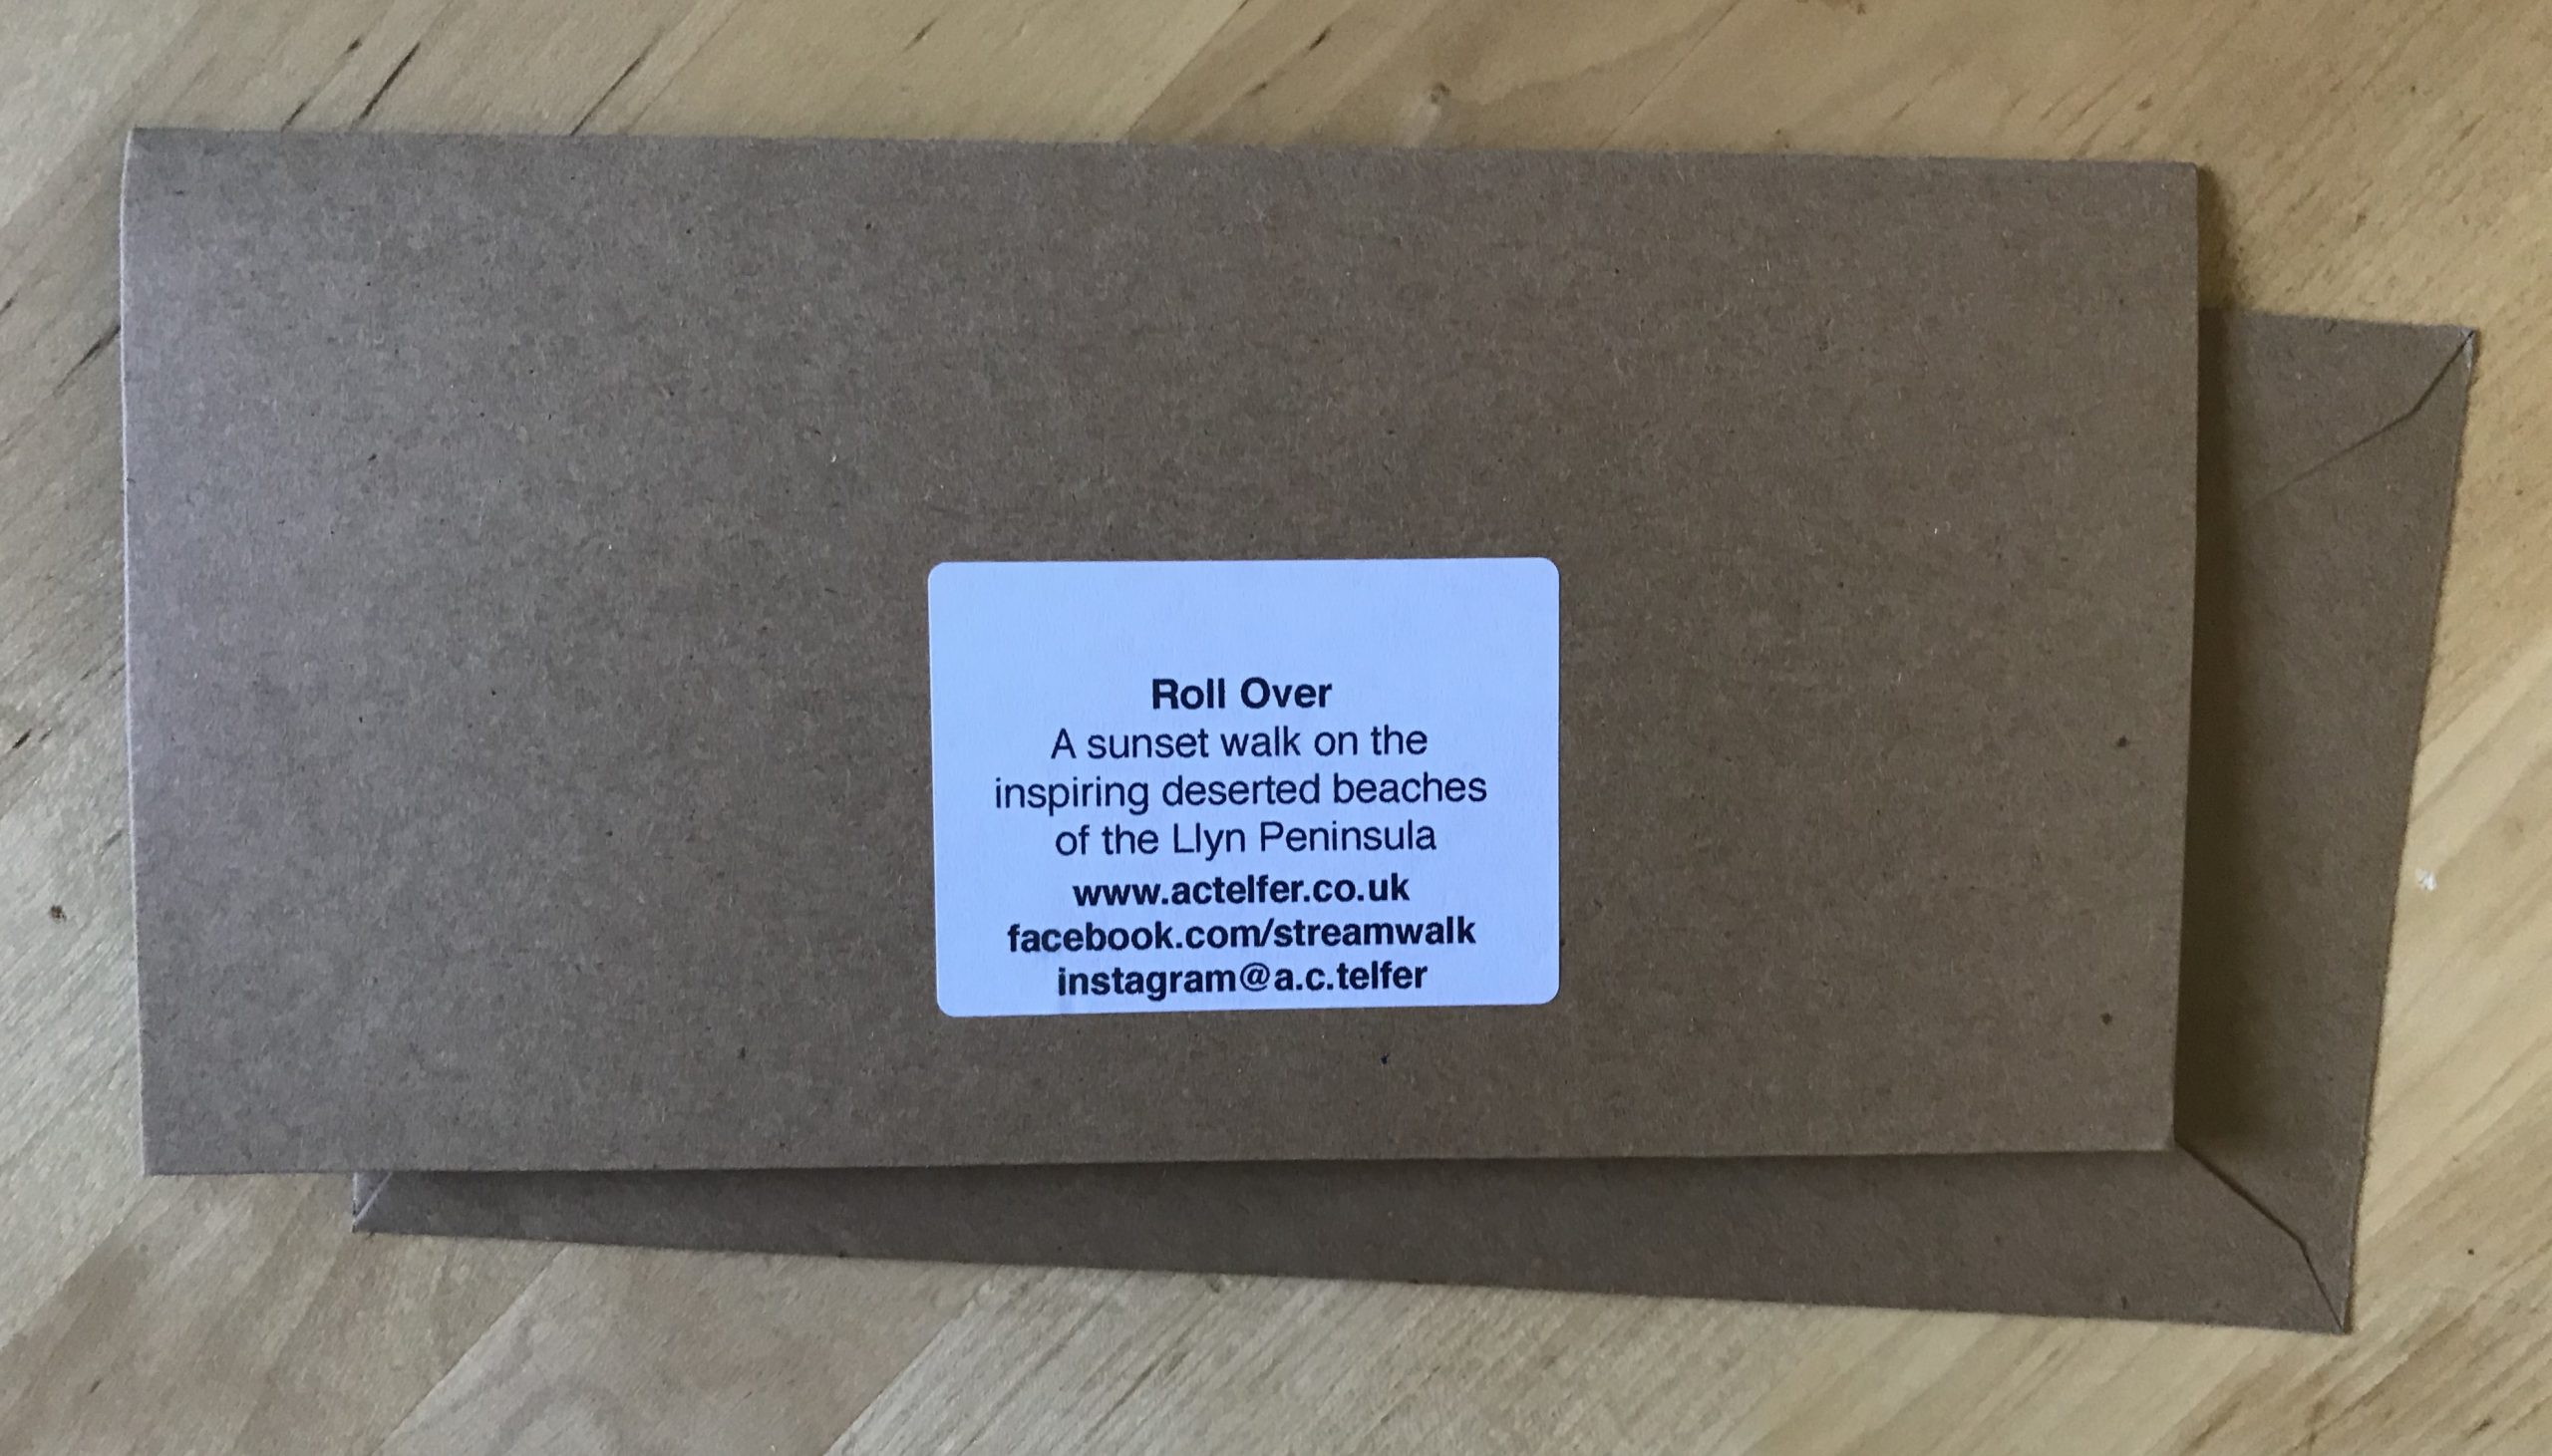 Roll Over
A sunset walk on the
inspiring deserted beaches
of the Llyn Peninsula
www.actelfer.co.uk
facebook.com/streamwalk
instagram@a.c.telfer